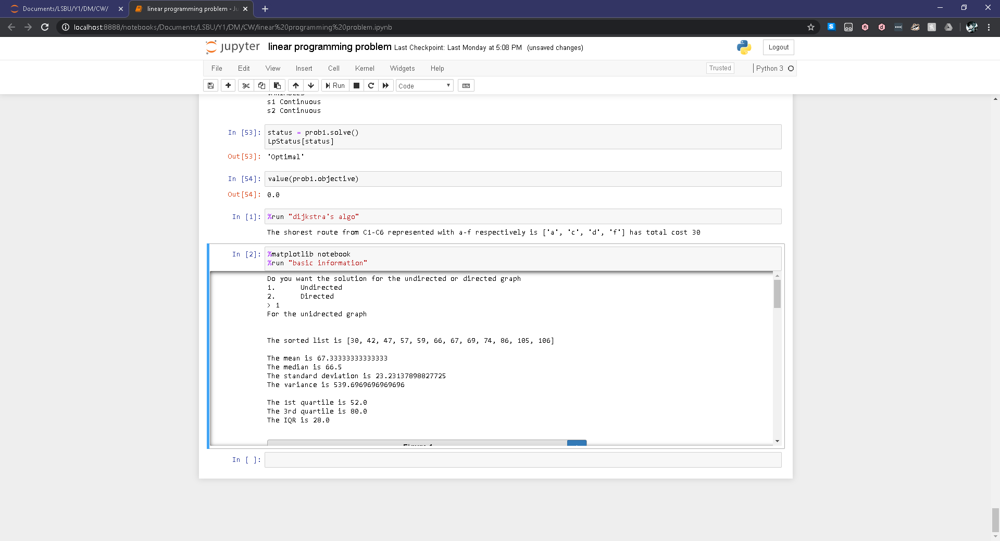 Documents/LSBU/Y1/DM/CW/
linear programming problem - Ju
localhost:8888/notebooks/Documents/LSBU/Y1/DM/CW/linear%20programming%20problem.ipynb
jupyter linear programming problem Last Checkpoint: Last Monday at 5:08 PM (unsaved changes)
Logout
File Edit View Insert Cell Kernel Widgets Help
Trusted Python 3
Run Code
VARIABLES
s1 Continuous
s2 Continuous
In [53]: status = prob1.solve()
LpStatus[status]
Out[53]: 'Optimal'
In [54]: value(prob1.objective)
Out[54]: 0.0
In [1]: %run "dijkstra's algo"
The shorest route from C1-C6 represented with a-f respectively is ['a', 'c', 'd', 'f'] has total cost 30
In [2]: %matplotlib notebook
%run "basic information"
Do you want the solution for the undirected or directed graph
1. Undirected
2. Directed
> 1
For the unidrected graph
The sorted list is [30, 42, 47, 57, 59, 66, 67, 69, 74, 86, 105, 106]
The mean is 67.33333333333333
The median is 66.5
The standard deviation is 23.23137898827725
The variance is 539.6969696969696
The 1st quartile is 52.0
The 3rd quartile is 80.0
The IQR is 28.0
Figure 1
In [ ]: